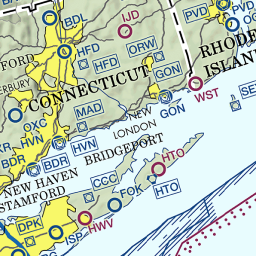 BDL
IJD
PVD
HFD
HFD
ORW
RHODE
ISLAND
CONNECTICUT
GON
WST
OXC
MAD
NEW
LONDON
GON
HVN
HVN
BDR
BDR
BRIDGEPORT
NEW HAVEN
STAMFORD
HTO
HTO
CCC
FOK
DPK
HWV
ISP